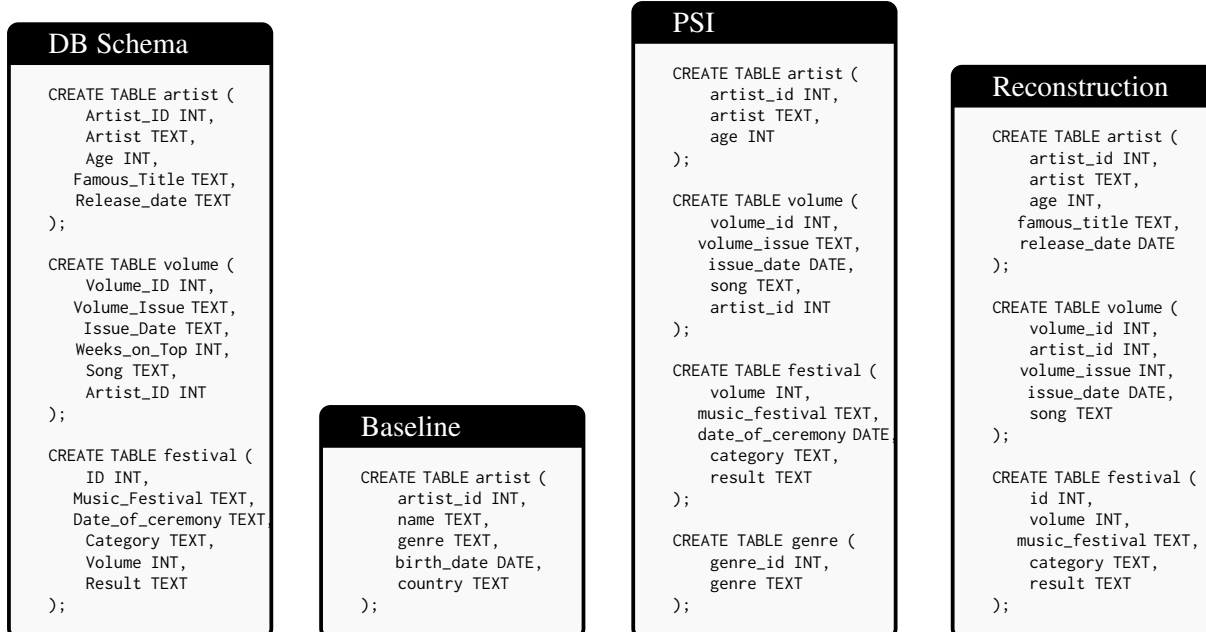 DB Schema
CREATE TABLE artist (
Artist_ID INT,
Artist TEXT,
Age INT,
Famous_Title TEXT,
Release_date TEXT
);
CREATE TABLE volume (
Volume_ID INT,
Volume_Issue TEXT,
Issue_Date TEXT,
Weeks_on_Top INT,
Song TEXT,
Artist_ID INT
);
CREATE TABLE festival (
ID INT,
Music_Festival TEXT,
Date_of_ceremony TEXT,
Category TEXT,
Volume INT,
Result TEXT
);
Baseline
CREATE TABLE artist (
artist_id INT,
name TEXT,
genre TEXT,
birth_date DATE,
country TEXT
);
PSI
CREATE TABLE artist (
artist_id INT,
artist TEXT,
age INT
);
CREATE TABLE volume (
volume_id INT,
volume_issue TEXT,
issue_date DATE,
song TEXT,
artist_id INT
);
CREATE TABLE festival (
volume INT,
music_festival TEXT,
date_of_ceremony DATE,
category TEXT,
result TEXT
);
CREATE TABLE genre (
genre_id INT,
genre TEXT
);
Reconstruction
CREATE TABLE artist (
artist_id INT,
artist TEXT,
age INT,
famous_title TEXT,
release_date DATE
);
CREATE TABLE volume (
volume_id INT,
artist_id INT,
volume_issue INT,
issue_date DATE,
song TEXT
);
CREATE TABLE festival (
id INT,
volume INT,
music_festival TEXT,
category TEXT,
result TEXT
);